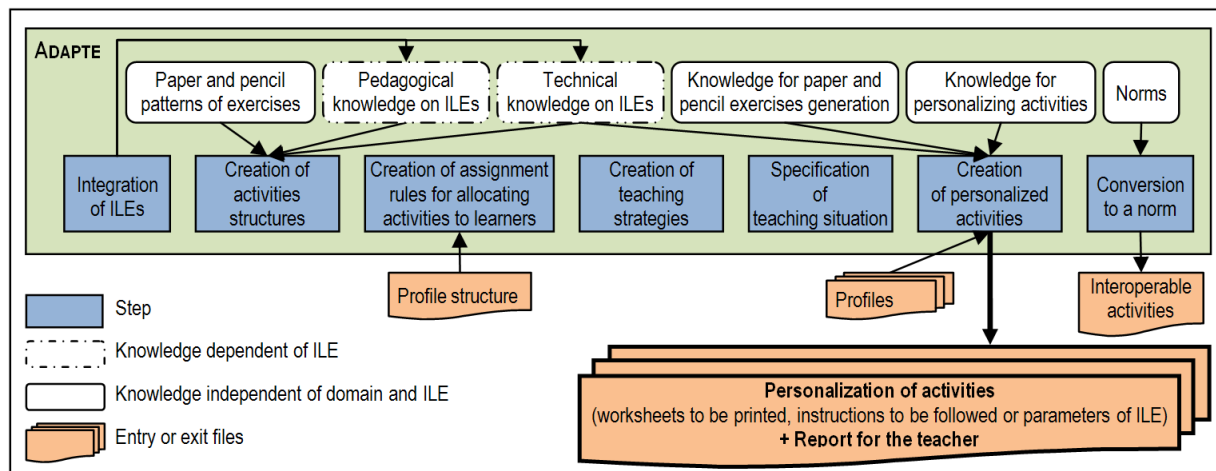 ADAPTE
Paper and pencil
patterns of exercises
Pedagogical
knowledge on ILEs
Technical
knowledge on ILEs
Knowledge for paper and
pencil exercises generation
Knowledge for
personalizing activities
Norms
Integration
of ILEs
Creation of
activities
structures
Creation of assignment
rules for allocating
activities to learners
Creation of
teaching
strategies
Specification
of
teaching situation
Creation
of personalized
activities
Conversion
to a norm
Profile structure
Profiles
Interoperable
activities
Step
Knowledge dependent of ILE
Knowledge independent of domain and ILE
Entry or exit files
Personalization of activities
(worksheets to be printed, instructions to be followed or parameters of ILE)
+ Report for the teacher